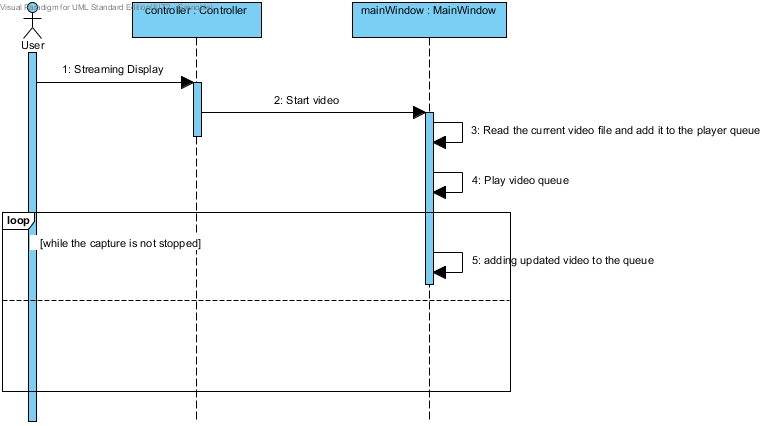 Visual Paradigm for UML Standard Edition
controller : Controller
mainWindow : MainWindow
User
1: Streaming Display
2: Start video
3: Read the current video file and add it to the player queue
4: Play video queue
loop
[while the capture is not stopped]
5: adding updated video to the queue